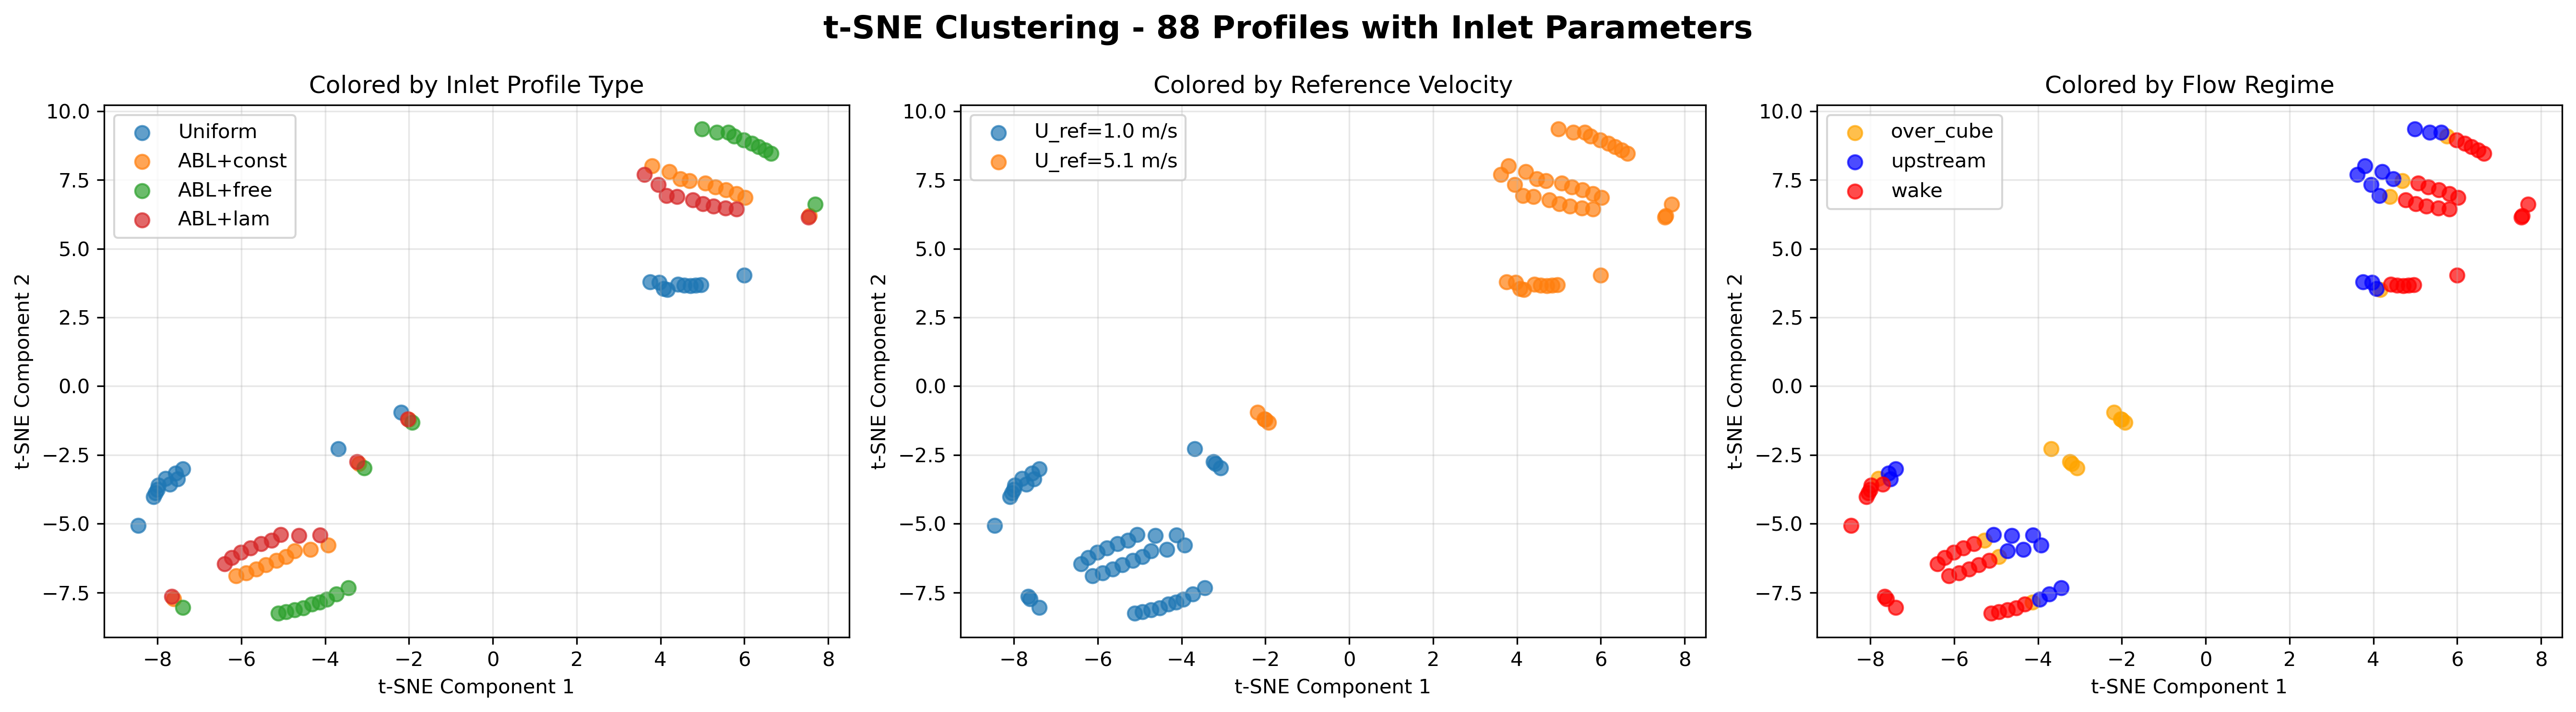 t-SNE Clustering - 88 Profiles with Inlet Parameters
Colored by Inlet Profile Type
10.0
7.5
5.0
2.5
0.0
−2.5
−5.0
−7.5
t-SNE Component 2
Uniform
ABL+const
ABL+free
ABL+lam
−8
−6
−4
−2
0
2
4
6
8
t-SNE Component 1
Colored by Reference Velocity
10.0
7.5
5.0
2.5
0.0
−2.5
−5.0
−7.5
t-SNE Component 2
U_ref=1.0 m/s
U_ref=5.1 m/s
−8
−6
−4
−2
0
2
4
6
8
t-SNE Component 1
Colored by Flow Regime
10.0
7.5
5.0
2.5
0.0
−2.5
−5.0
−7.5
t-SNE Component 2
over_cube
upstream
wake
−8
−6
−4
−2
0
2
4
6
8
t-SNE Component 1